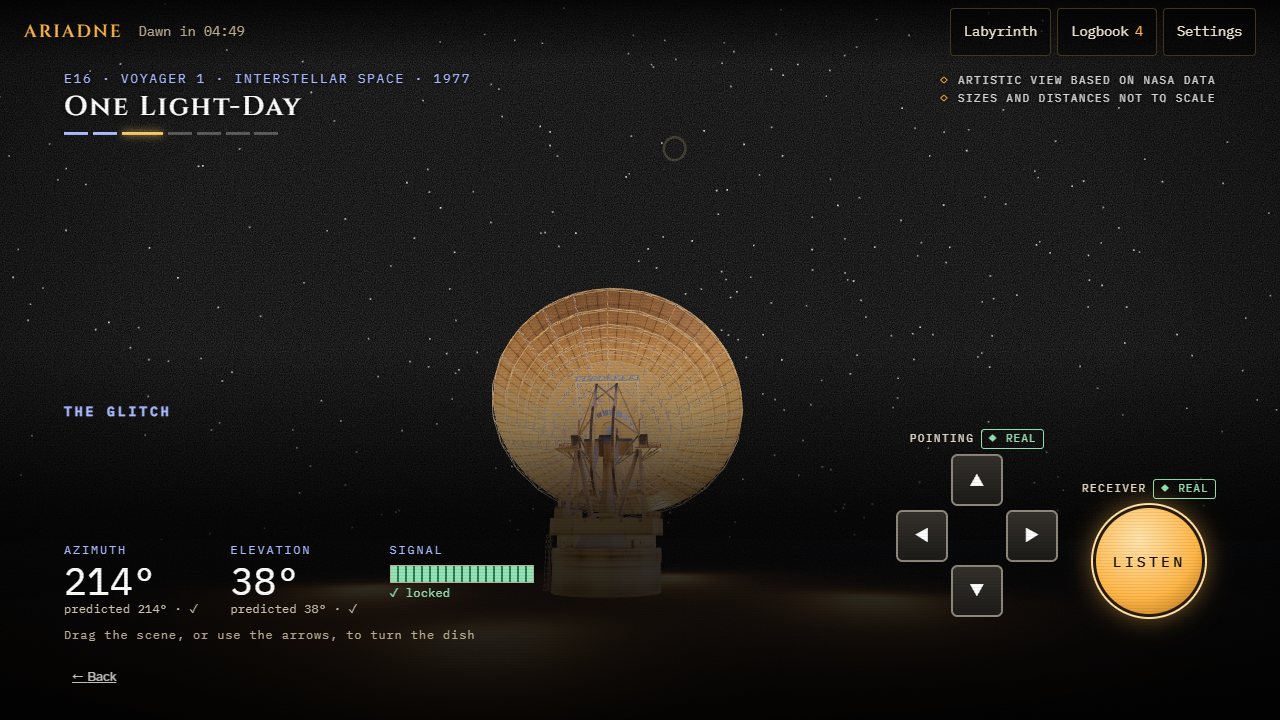 ARIADNE Dawn in 04:49
Labyrinth Logbook 4 Settings
E16 · VOYAGER 1 · INTERSTELLAR SPACE · 1977
One Light-Day
◇ ARTISTIC VIEW BASED ON NASA DATA
◇ SIZES AND DISTANCES NOT TO SCALE
THE GLITCH
POINTING ◆ REAL
RECEIVER ◆ REAL
LISTEN
AZIMUTH ELEVATION SIGNAL
214° 38°
✓ locked
predicted 214° · ✓ predicted 38° · ✓
Drag the scene, or use the arrows, to turn the dish
← Back